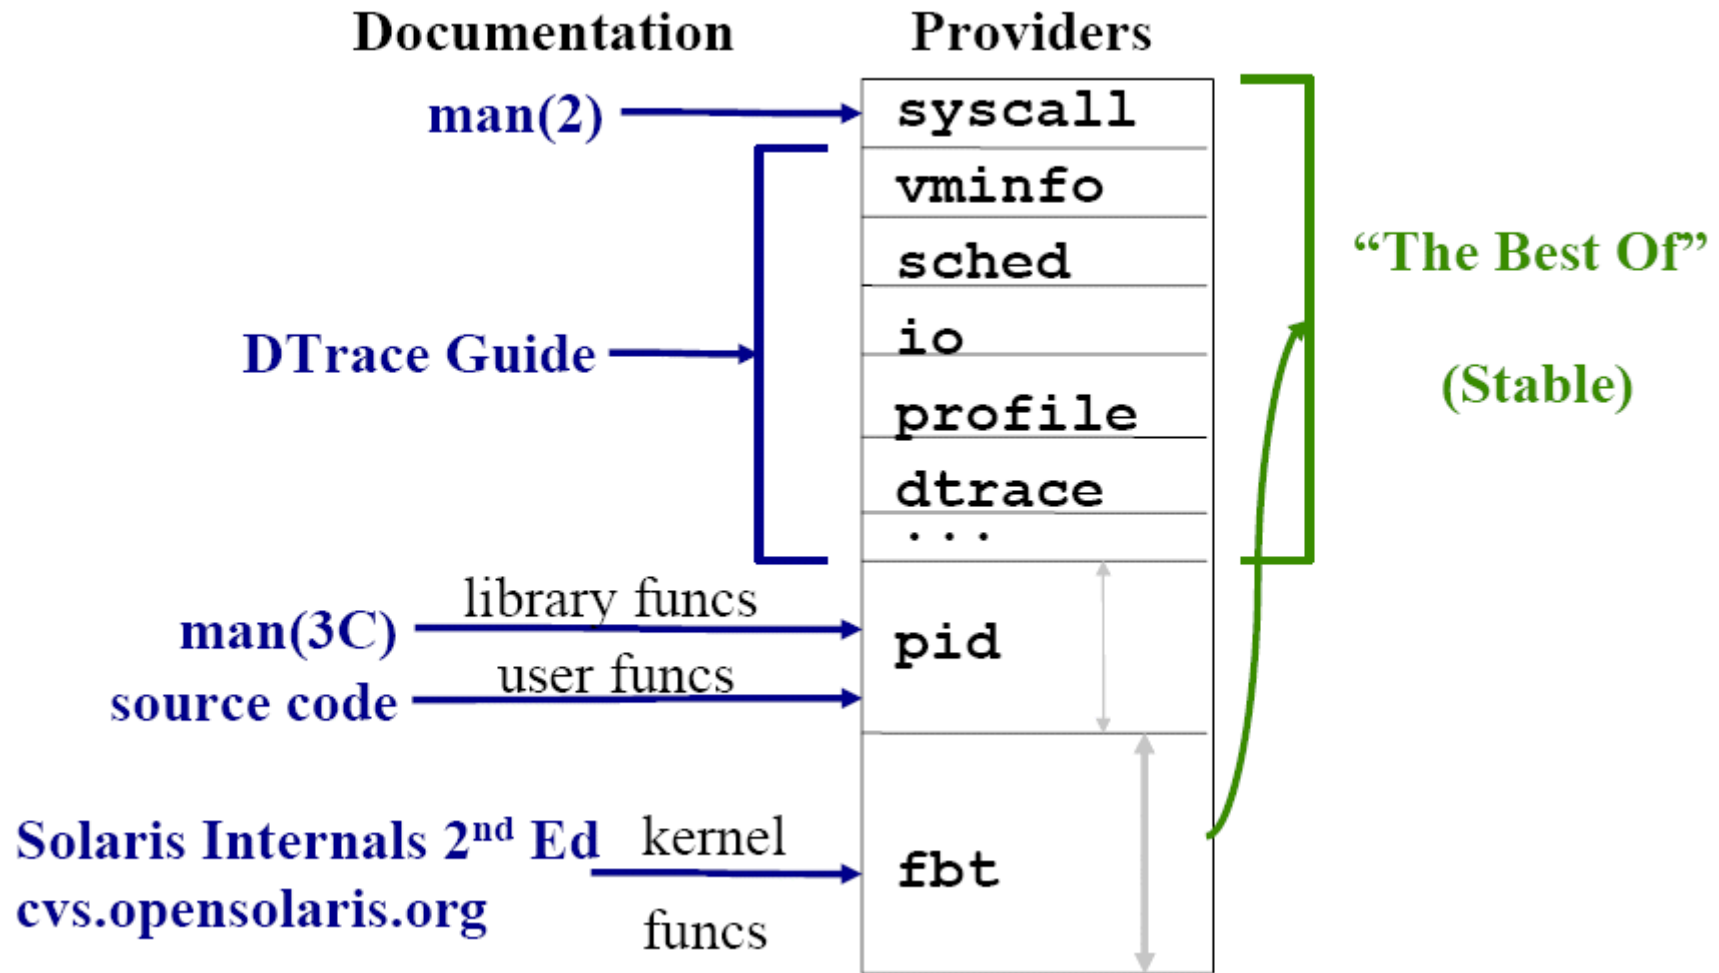 Documentation Providers
man(2) syscall
vminfo
sched
“The Best Of”
io
DTrace Guide
(Stable)
profile
dtrace
...
library funcs
man(3C)
pid
user funcs
source code
Solaris Internals 2nd Ed
kernel
fbt
cvs.opensolaris.org
funcs